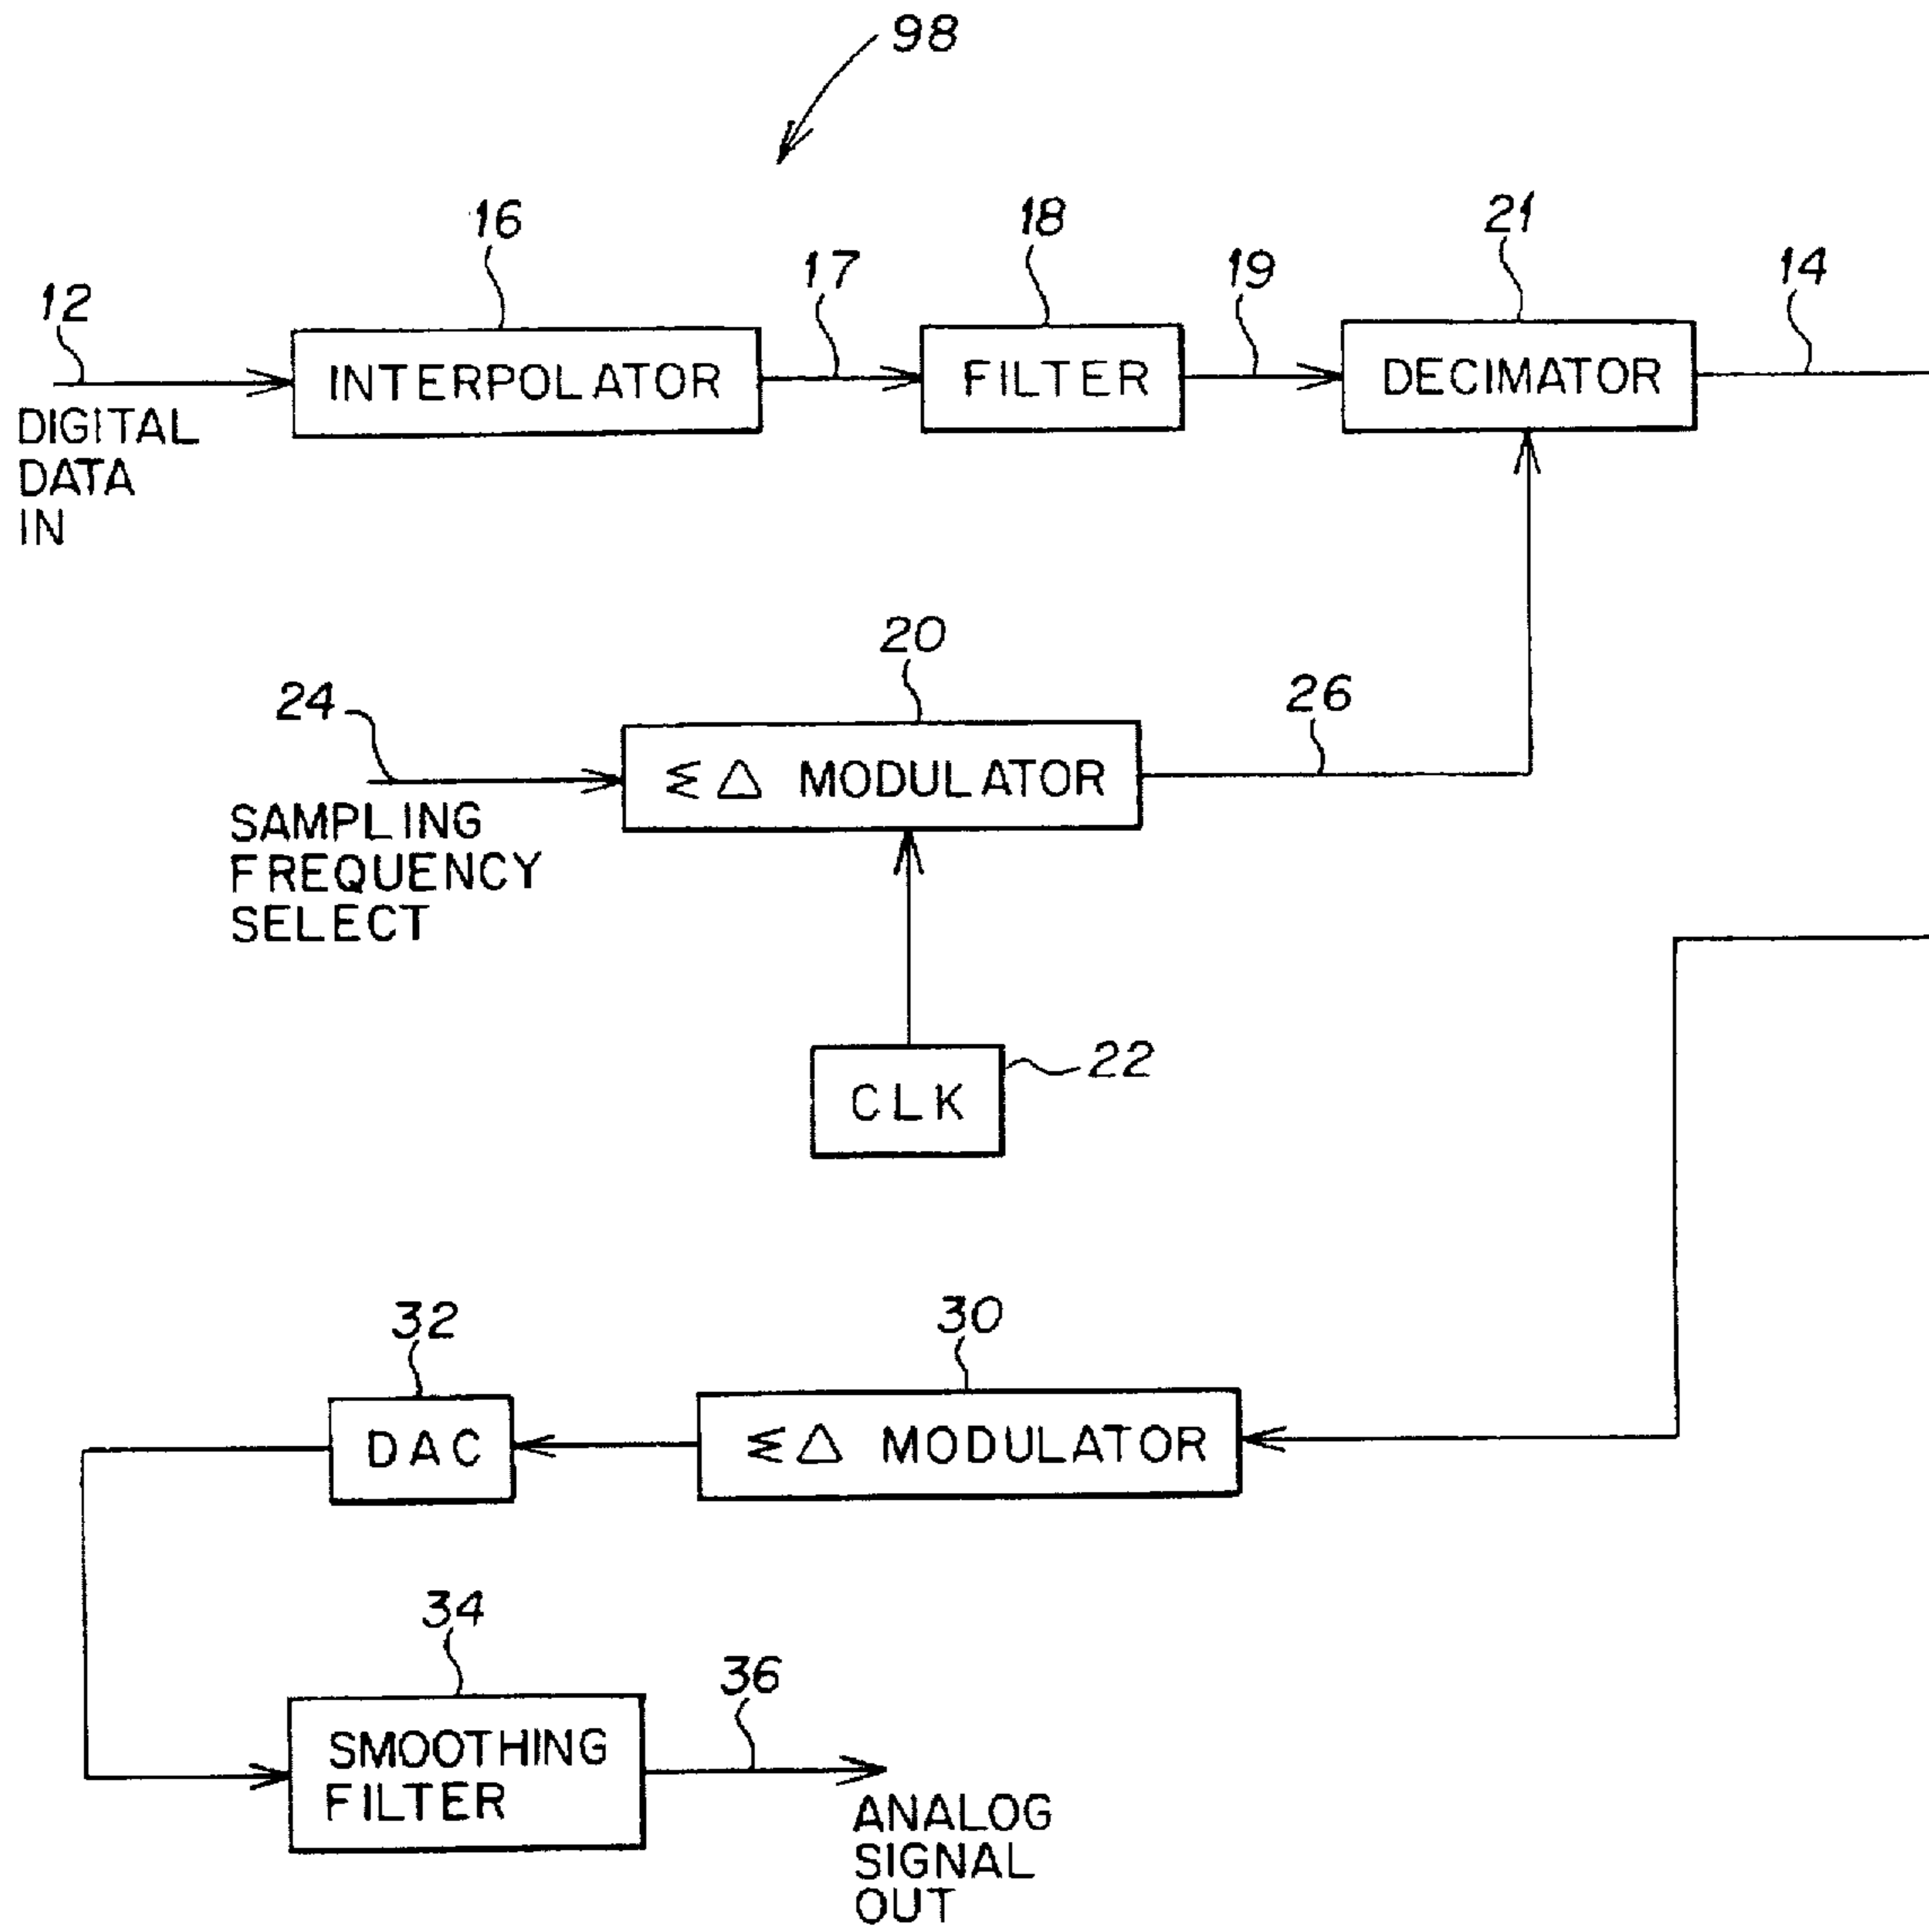 98
16
18
21
12
17
19
14
INTERPOLATOR
FILTER
DECIMATOR
DIGITAL
DATA
IN
20
24
26
ΣΔ MODULATOR
SAMPLING
FREQUENCY
SELECT
22
CLK
32
30
DAC
ΣΔ MODULATOR
34
36
SMOOTHING
FILTER
ANALOG
SIGNAL
OUT